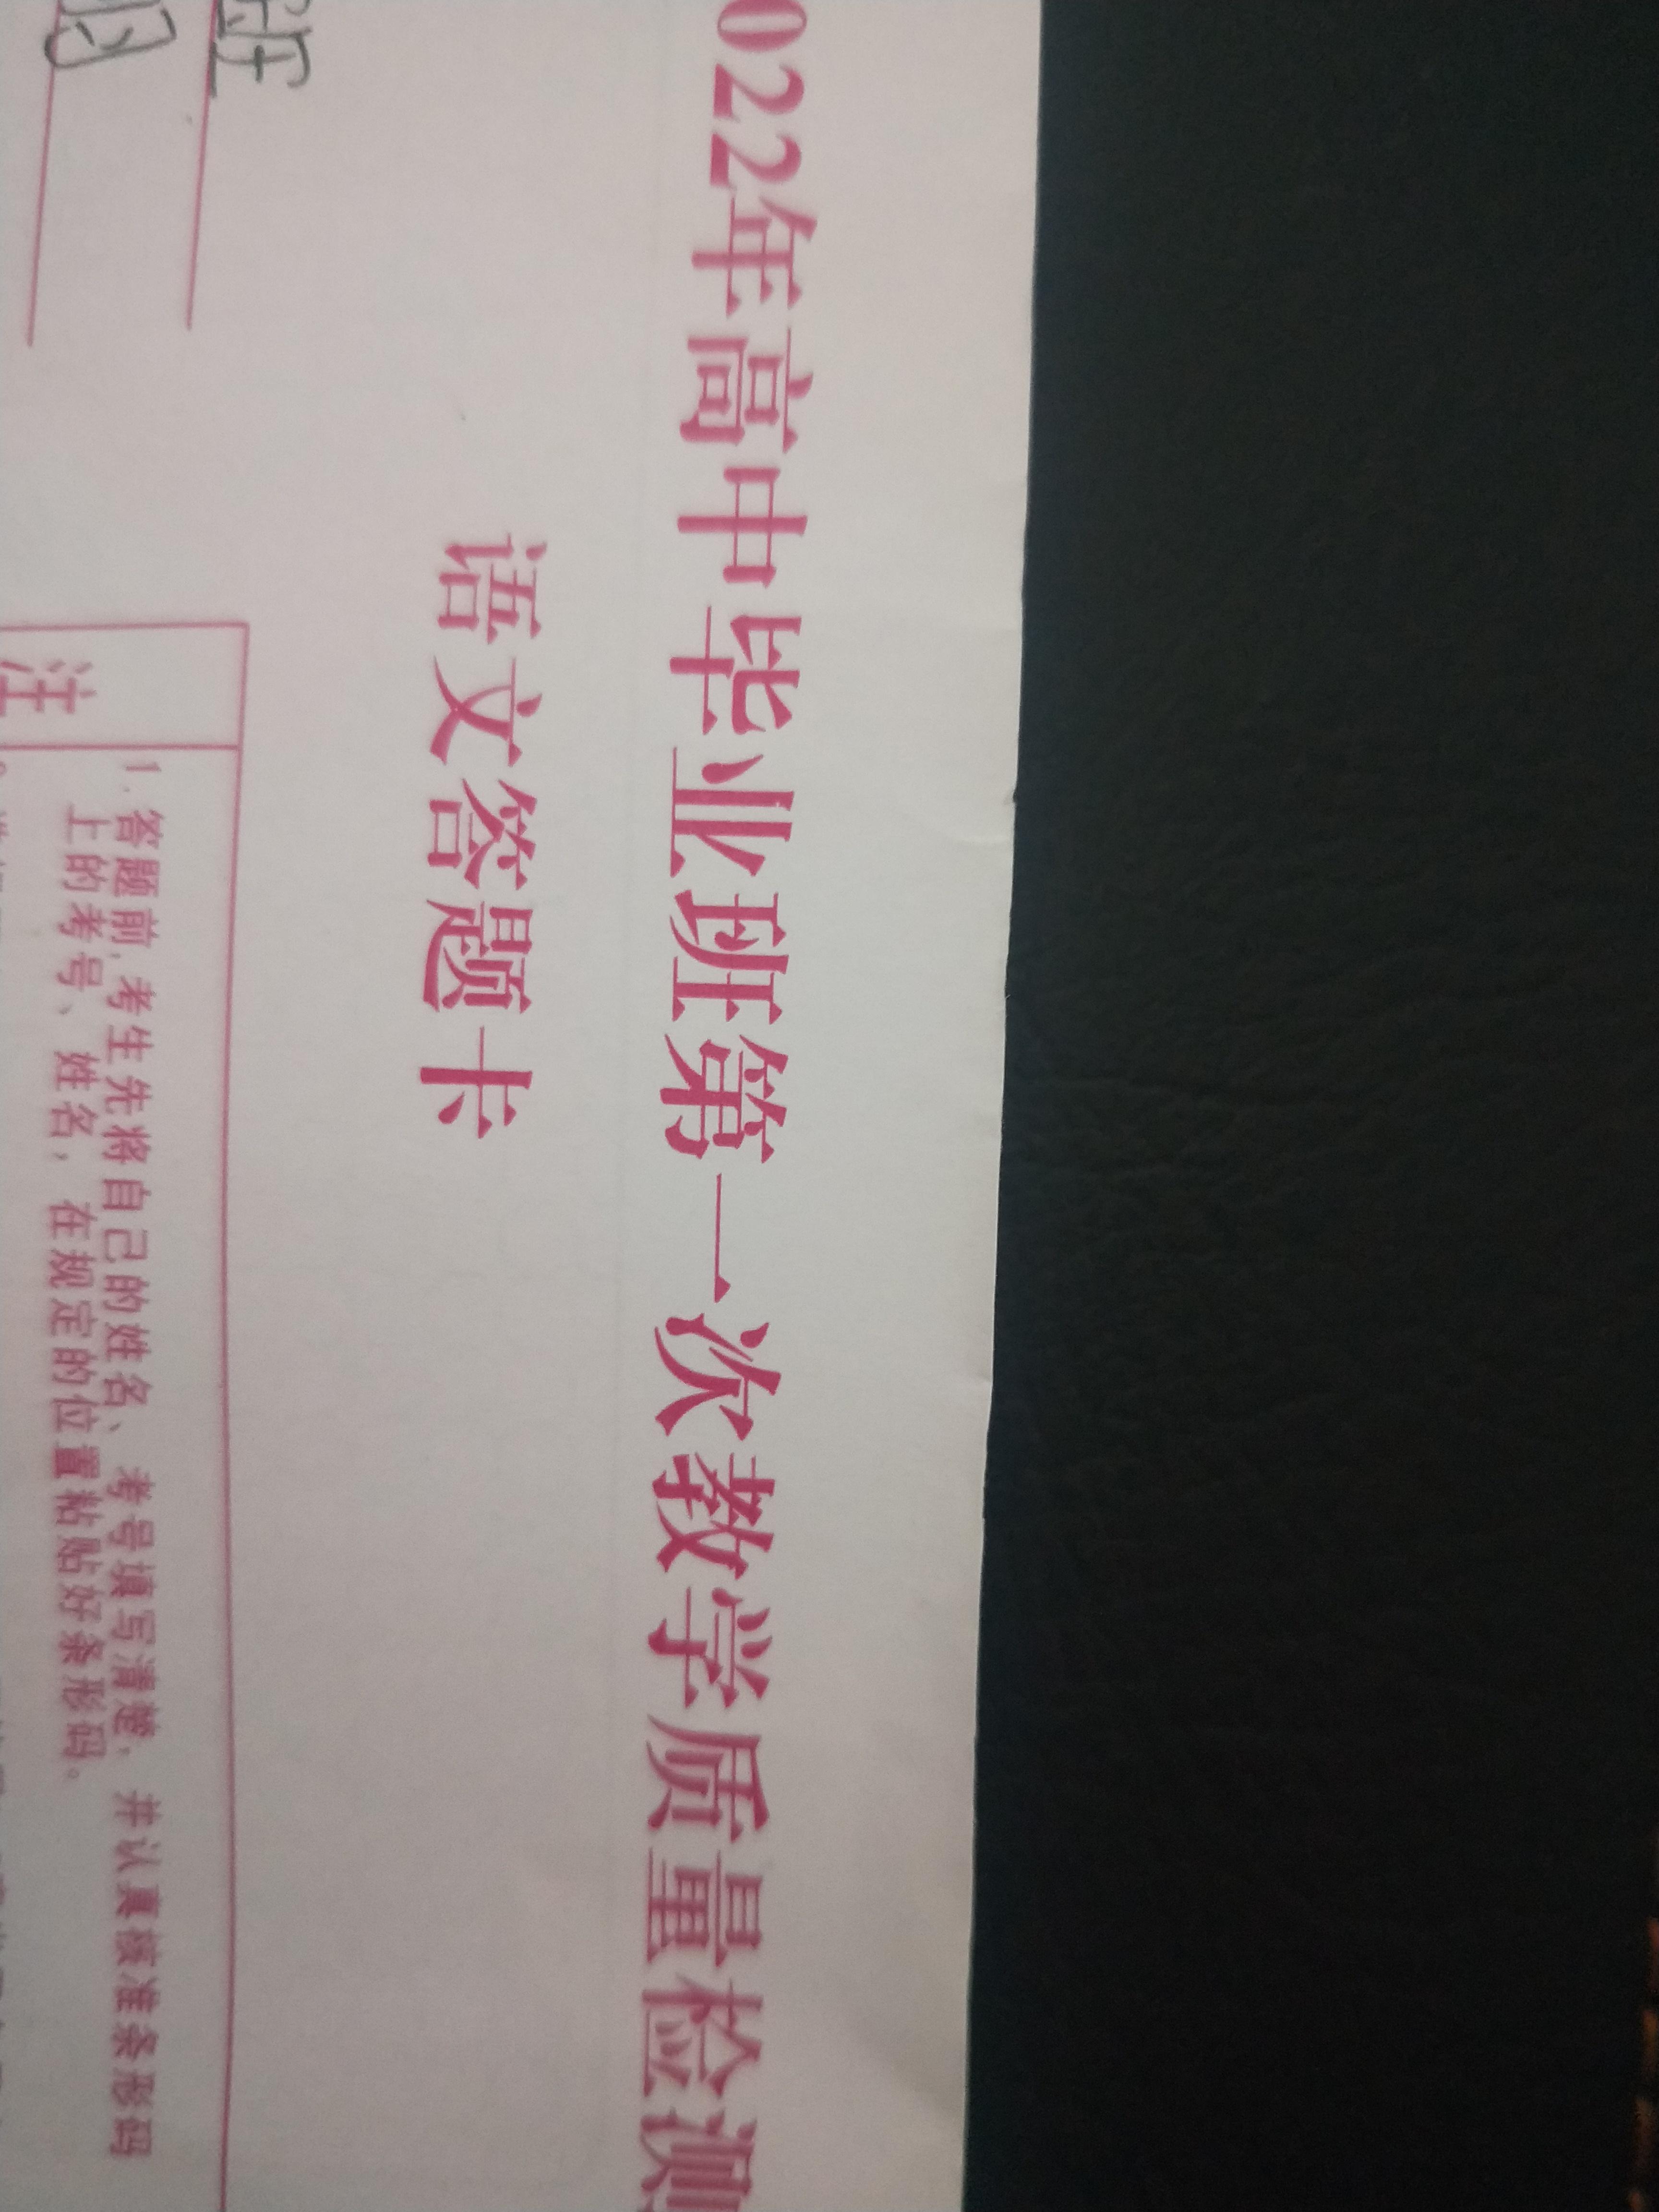 022年高中毕业班第一次教学质量检测
语文答题卡
班
注
1. 答题前,考生先将自己的姓名、考号填写清楚,并认真核准条形码
上的考号、姓名,在规定的位置粘贴好条形码。